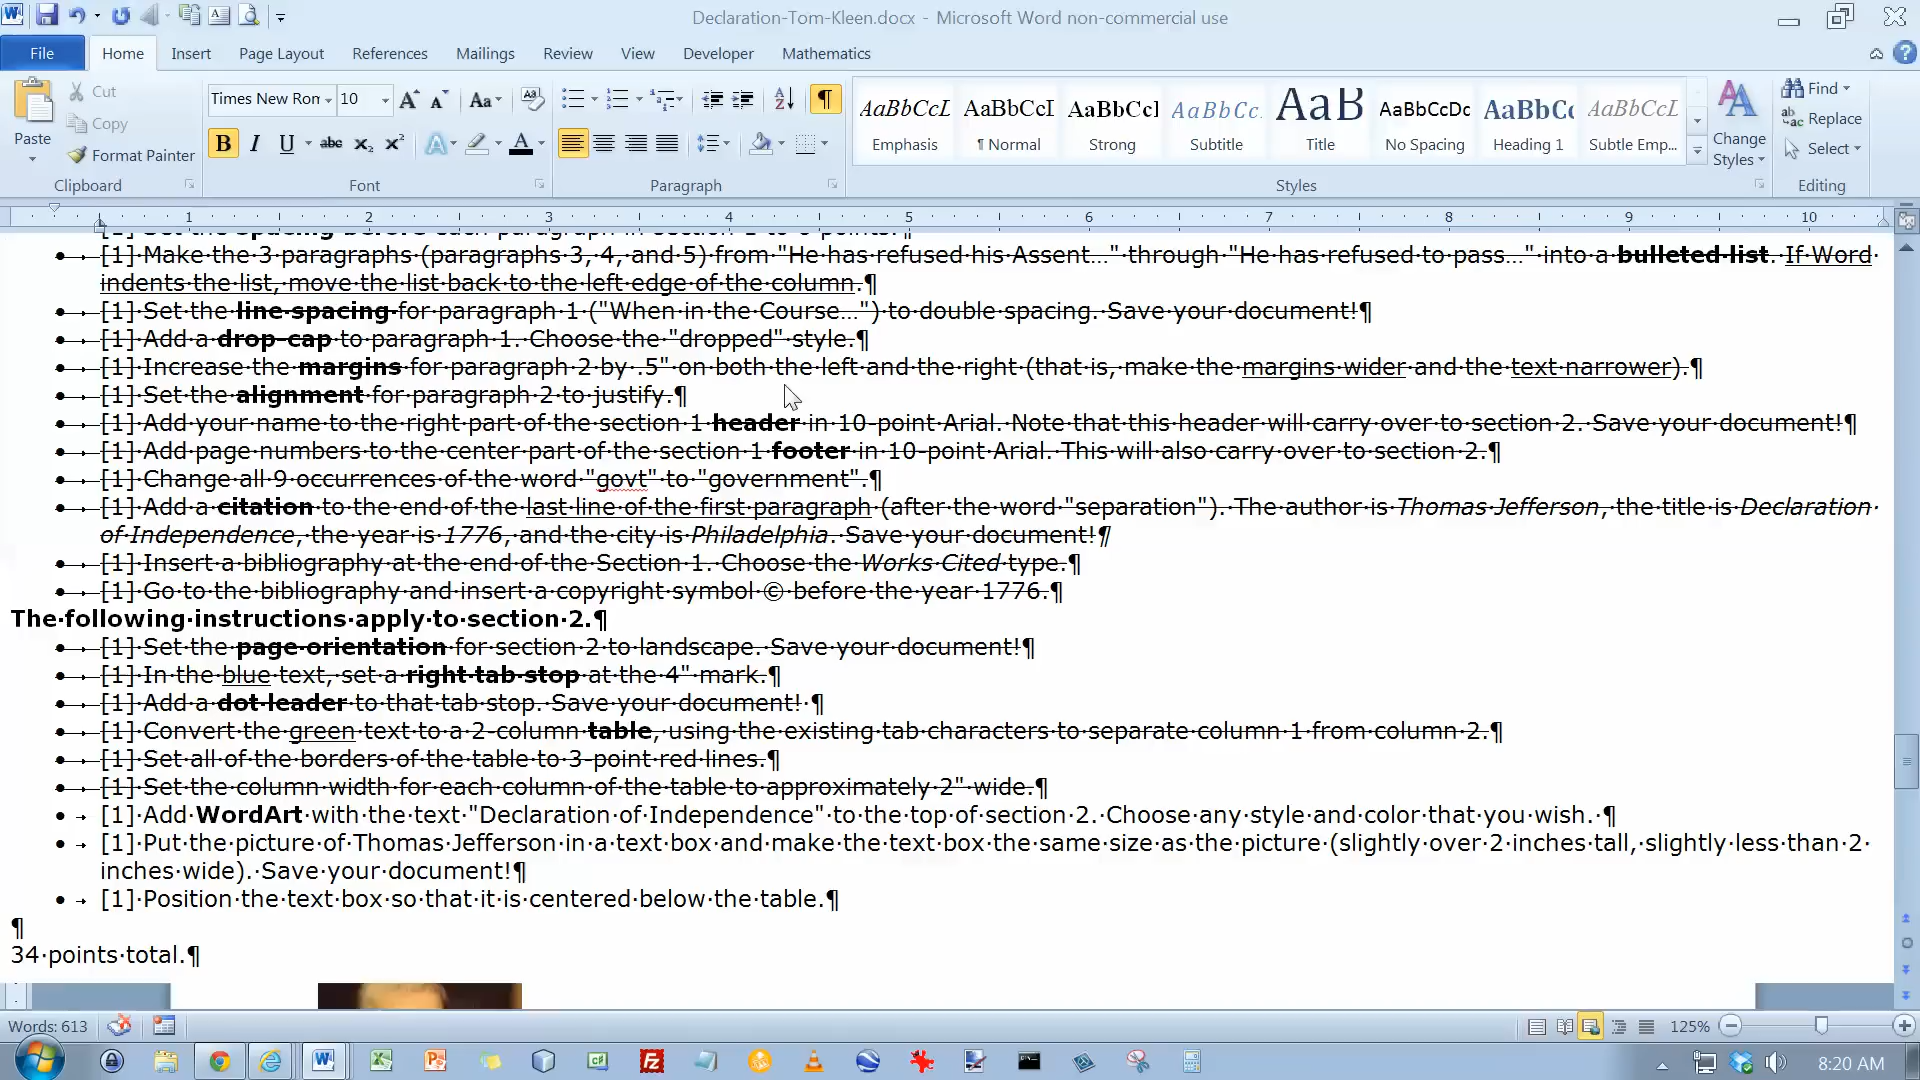 Declaration-Tom-Kleen.docx - Microsoft Word non-commercial use
File Home Insert Page Layout References Mailings Review View Developer Mathematics
Paste
Cut
Copy
Format Painter
Clipboard
Times New Rom 10
Aa
B I U abc x₂ x² A A
Font
Paragraph
AaBbCcL AaBbCcI AaBbCcI AaBbCc. AaB AaBbCcDc AaBbCc AaBbCcL
Emphasis ¶ Normal Strong Subtitle Title No Spacing Heading 1 Subtle Emp...
Styles
Change Styles
Find
Replace
Select
Editing
1 2 3 4 5 6 7 8 9 10
[1]·Set·the·spacing·before·each·paragraph·in·section·1·to·6·points.¶
[1]·Make·the·3·paragraphs·(paragraphs·3,·4,·and·5)·from·"He·has·refused·his·Assent…"·through·"He·has·refused·to·pass…"·into·a·bulleted·list.·If·Word·
indents·the·list,·move·the·list·back·to·the·left·edge·of·the·column.¶
[1]·Set·the·line·spacing·for·paragraph·1·("When·in·the·Course…")·to·double·spacing.·Save·your·document!¶
[1]·Add·a·drop·cap·to·paragraph·1.·Choose·the·"dropped"·style.¶
[1]·Increase·the·margins·for·paragraph·2·by·.5"·on·both·the·left·and·the·right·(that·is,·make·the·margins·wider·and·the·text·narrower).¶
[1]·Set·the·alignment·for·paragraph·2·to·justify.¶
[1]·Add·your·name·to·the·right·part·of·the·section·1·header·in·10-point·Arial.·Note·that·this·header·will·carry·over·to·section·2.·Save·your·document!¶
[1]·Add·page·numbers·to·the·center·part·of·the·section·1·footer·in·10-point·Arial.·This·will·also·carry·over·to·section·2.¶
[1]·Change·all·9·occurrences·of·the·word·"govt"·to·"government".¶
[1]·Add·a·citation·to·the·end·of·the·last·line·of·the·first·paragraph·(after·the·word·"separation").·The·author·is·Thomas·Jefferson,·the·title·is·Declaration·
of·Independence,·the·year·is·1776,·and·the·city·is·Philadelphia.·Save·your·document!¶
[1]·Insert·a·bibliography·at·the·end·of·the·Section·1.·Choose·the·Works·Cited·type.¶
[1]·Go·to·the·bibliography·and·insert·a·copyright·symbol·©·before·the·year·1776.¶
The·following·instructions·apply·to·section·2.¶
[1]·Set·the·page·orientation·for·section·2·to·landscape.·Save·your·document!¶
[1]·In·the·blue·text,·set·a·right·tab·stop·at·the·4"·mark.¶
[1]·Add·a·dot·leader·to·that·tab·stop.·Save·your·document!·¶
[1]·Convert·the·green·text·to·a·2-column·table,·using·the·existing·tab·characters·to·separate·column·1·from·column·2.¶
[1]·Set·all·of·the·borders·of·the·table·to·3-point·red·lines.¶
[1]·Set·the·column·width·for·each·column·of·the·table·to·approximately·2"·wide.¶
[1]·Add·WordArt·with·the·text·"Declaration·of·Independence"·to·the·top·of·section·2.·Choose·any·style·and·color·that·you·wish.·¶
[1]·Put·the·picture·of·Thomas·Jefferson·in·a·text·box·and·make·the·text·box·the·same·size·as·the·picture·(slightly·over·2·inches·tall,·slightly·less·than·2·
inches·wide).·Save·your·document!¶
[1]·Position·the·text·box·so·that·it·is·centered·below·the·table.¶
¶
34·points·total.¶
Words: 613
125%
8:20 AM